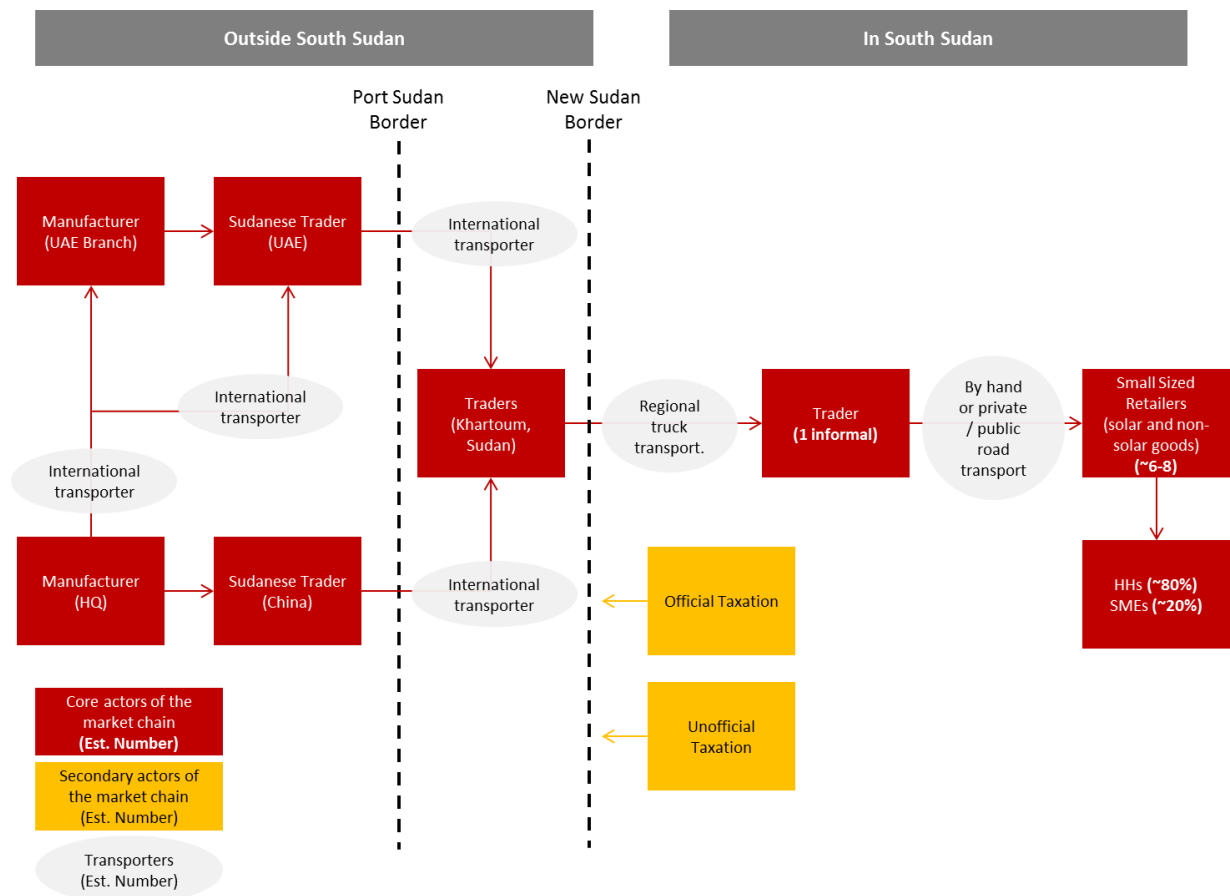 Outside South Sudan
In South Sudan
Port Sudan
Border
New Sudan
Border
Manufacturer
(UAE Branch)
Sudanese Trader
(UAE)
International
transporter
International
transporter
Traders
(Khartoum,
Sudan)
Regional
truck
transport.
Trader
(1 informal)
By hand
or private
/ public
road
transport
Small Sized
Retailers
(solar and non-
solar goods)
(~6-8)
International
transporter
Manufacturer
(HQ)
Sudanese Trader
(China)
International
transporter
Official Taxation
HHs (~80%)
SMEs (~20%)
Unofficial
Taxation
Core actors of the
market chain
(Est. Number)
Secondary actors of
the market chain
(Est. Number)
Transporters
(Est. Number)